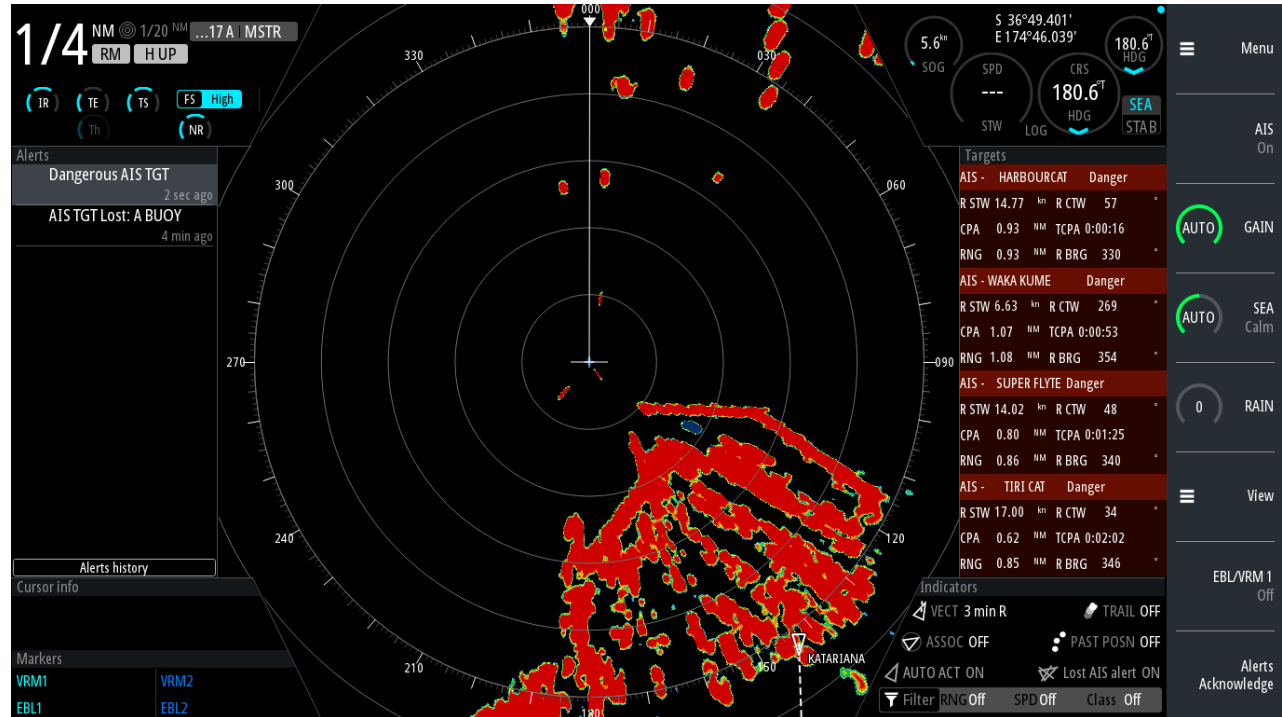 1/4 NM 1/20 NM ...17 A MSTR
RM H UP
IR TE TS FS High
Th NR
Alerts
Dangerous AIS TGT
2 sec ago
AIS TGT Lost: A BUOY
4 min ago
Alerts history
Cursor info
Markers
VRM1 VRM2
EBL1 EBL2
000
030
060
090
120
150
180
210
240
270
300
330
KATARIANA
5.6 kn
SOG
S 36°49.401'
E 174°46.039'
180.6°T
HDG
SPD
---
STW
LOG
CRS
180.6°T
HDG
SEA
STAB
Targets
AIS - HARBOURCAT Danger
R STW 14.77 kn R CTW 57 °
CPA 0.93 NM TCPA 0:00:16
RNG 0.93 NM R BRG 330 °
AIS - WAKA KUME Danger
R STW 6.63 kn R CTW 269 °
CPA 1.07 NM TCPA 0:00:53
RNG 1.08 NM R BRG 354 °
AIS - SUPER FLYTE Danger
R STW 14.02 kn R CTW 48 °
CPA 0.80 NM TCPA 0:01:25
RNG 0.86 NM R BRG 340 °
AIS - TIRI CAT Danger
R STW 17.00 kn R CTW 34 °
CPA 0.62 NM TCPA 0:02:02
RNG 0.85 NM R BRG 346 °
Indicators
VECT 3 min R TRAIL OFF
ASSOC OFF PAST POSN OFF
AUTO ACT ON Lost AIS alert ON
Filter RNG Off SPD Off Class Off
Menu
AIS
On
AUTO GAIN
AUTO SEA
Calm
0 RAIN
View
EBL/VRM 1
Off
Alerts
Acknowledge